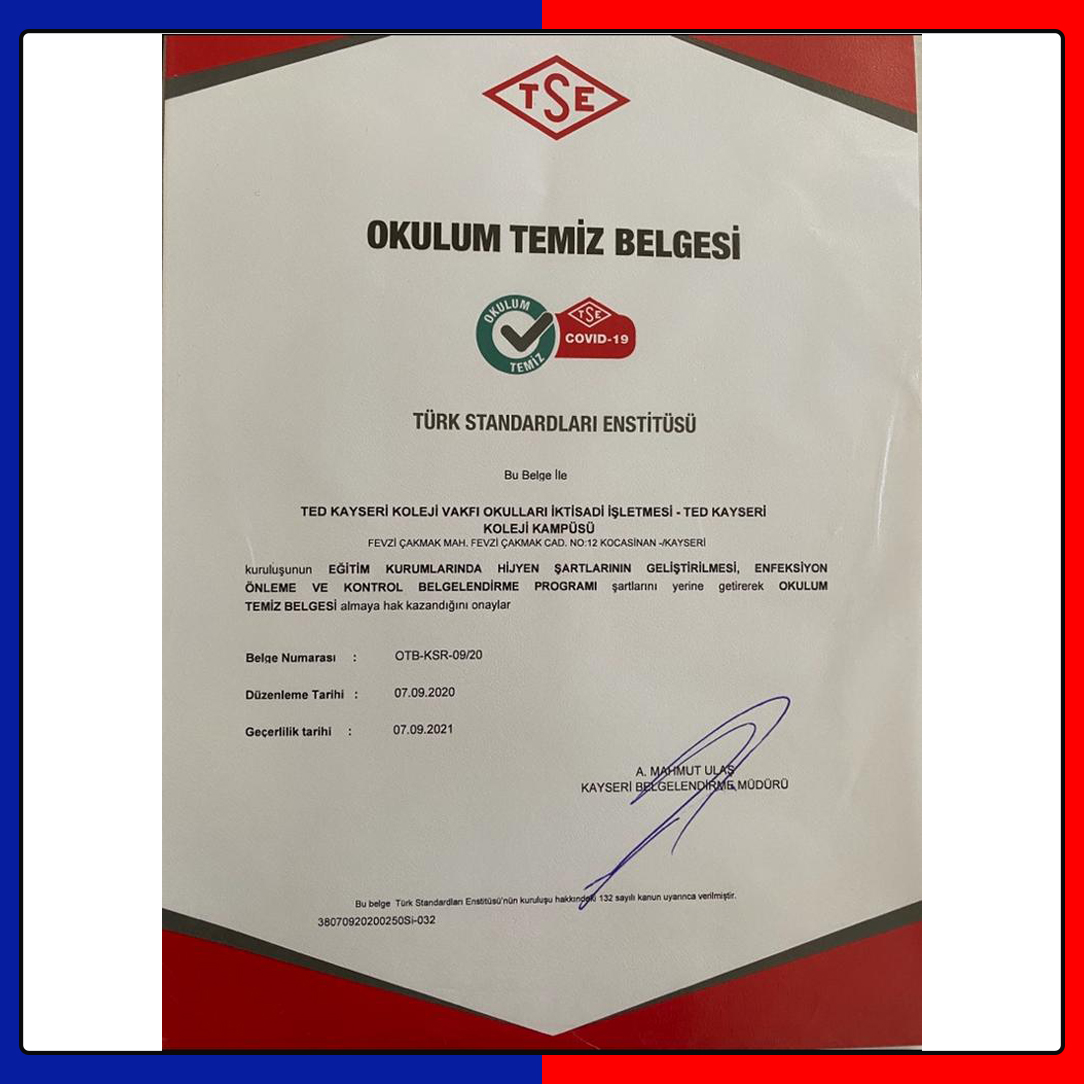 TSE
OKULUM TEMİZ BELGESİ
OKULUM
TEMİZ
TSE
COVID-19
TÜRK STANDARDLARI ENSTİTÜSÜ
Bu Belge İle
TED KAYSERİ KOLEJİ VAKFI OKULLARI İKTİSADİ İŞLETMESİ - TED KAYSERİ
KOLEJİ KAMPÜSÜ
FEVZİ ÇAKMAK MAH. FEVZİ ÇAKMAK CAD. NO:12 KOCASİNAN -/KAYSERİ
kuruluşunun EĞİTİM KURUMLARINDA HİJYEN ŞARTLARININ GELİŞTİRİLMESİ, ENFEKSİYON
ÖNLEME VE KONTROL BELGELENDİRME PROGRAMI şartlarını yerine getirerek OKULUM
TEMİZ BELGESİ almaya hak kazandığını onaylar
Belge Numarası : OTB-KSR-09/20
Düzenleme Tarihi : 07.09.2020
Geçerlilik tarihi : 07.09.2021
A. MAHMUT ULAŞ
KAYSERİ BELGELENDİRME MÜDÜRÜ
Bu belge Türk Standardları Enstitüsü'nün kuruluşu hakkındaki 132 sayılı kanun uyarınca verilmiştir.
38070920200250Si-032